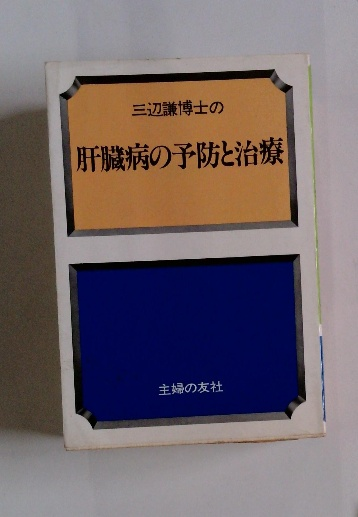 三辺謙博士の
肝臓病の予防と治療
主婦の友社